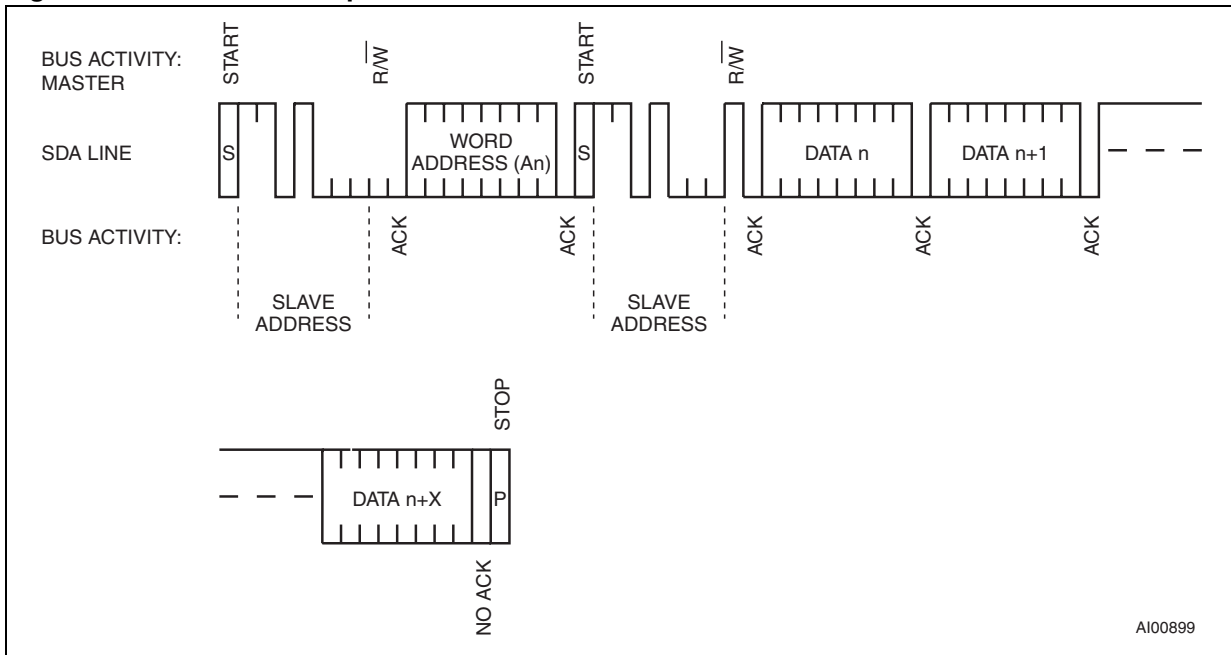 START
R/W
START
R/W
BUS ACTIVITY:
MASTER
SDA LINE
S
WORD
ADDRESS (An)
S
DATA n
DATA n+1
BUS ACTIVITY:
ACK
ACK
ACK
ACK
ACK
SLAVE
ADDRESS
SLAVE
ADDRESS
STOP
DATA n+X
P
NO ACK
AI00899